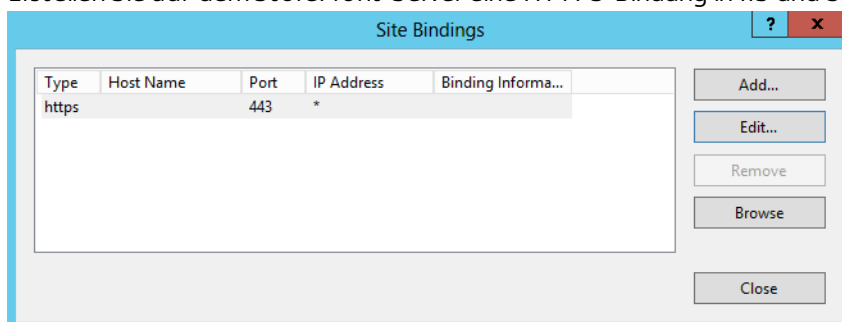 Site Bindings
? x
Type Host Name Port IP Address Binding Informa...
https 443 *
Add...
Edit...
Remove
Browse
Close